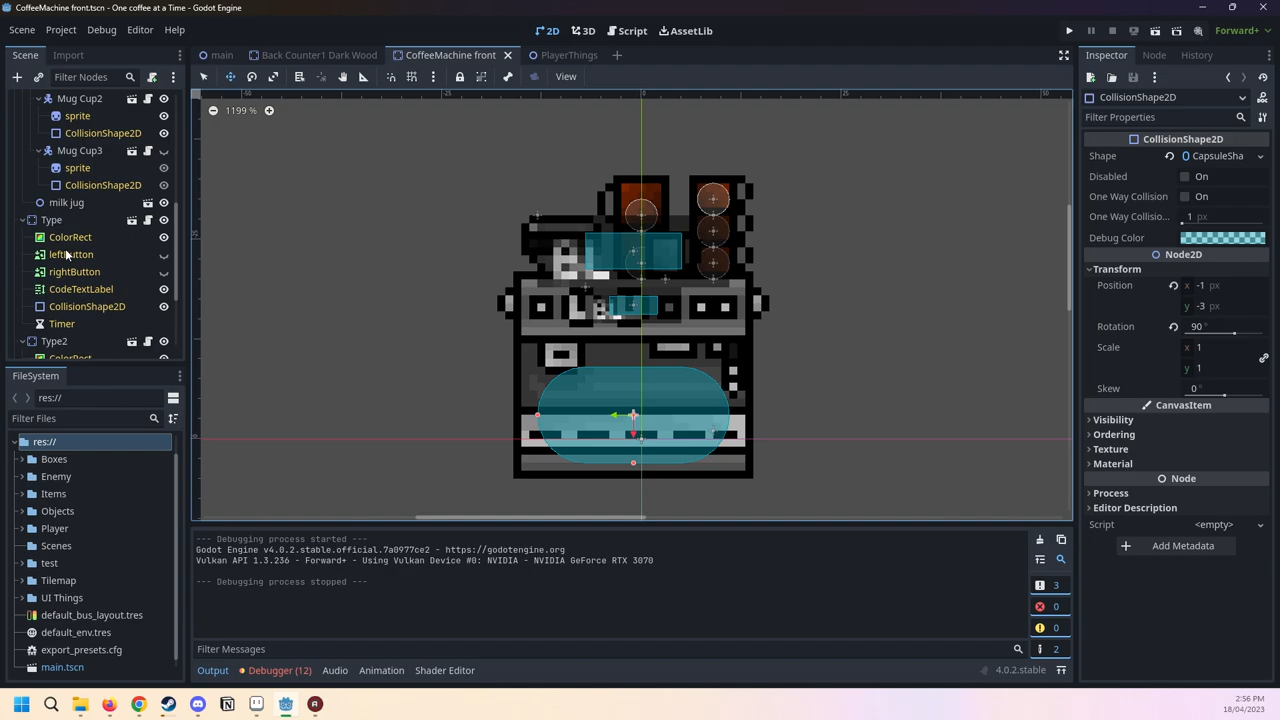 CoffeeMachine front.tscn - One coffee at a Time - Godot Engine
Scene Project Debug Editor Help
2D 3D Script AssetLib
Forward+
Scene Import
main Back Counter1 Dark Wood CoffeeMachine front PlayerThings
Inspector Node History
Filter Nodes
View
Mug Cup2
sprite
CollisionShape2D
Mug Cup3
sprite
CollisionShape2D
milk jug
Type
ColorRect
leftButton
rightButton
CodeTextLabel
CollisionShape2D
Timer
Type2
ColorRect
FileSystem
res://
Filter Files
res://
Boxes
Enemy
Items
Objects
Player
Scenes
test
Tilemap
UI Things
default_bus_layout.tres
default_env.tres
export_presets.cfg
main.tscn
-50 -25 0 25 50
1199 %
--- Debugging process started ---
Godot Engine v4.0.2.stable.official.7a0977ce2 - https://godotengine.org
Vulkan API 1.3.236 - Forward+ - Using Vulkan Device #0: NVIDIA - NVIDIA GeForce RTX 3070
--- Debugging process stopped ---
3
0
0
2
Filter Messages
Output Debugger (12) Audio Animation Shader Editor
4.0.2.stable
CollisionShape2D
Filter Properties
CollisionShape2D
Shape CapsuleSha
Disabled On
One Way Collision On
One Way Collisio... 1 px
Debug Color
Node2D
Transform
Position x -1 px
y -3 px
Rotation 90 °
Scale x 1
y 1
Skew 0 °
CanvasItem
Visibility
Ordering
Texture
Material
Node
Process
Editor Description
Script <empty>
Add Metadata
2:56 PM
18/04/2023